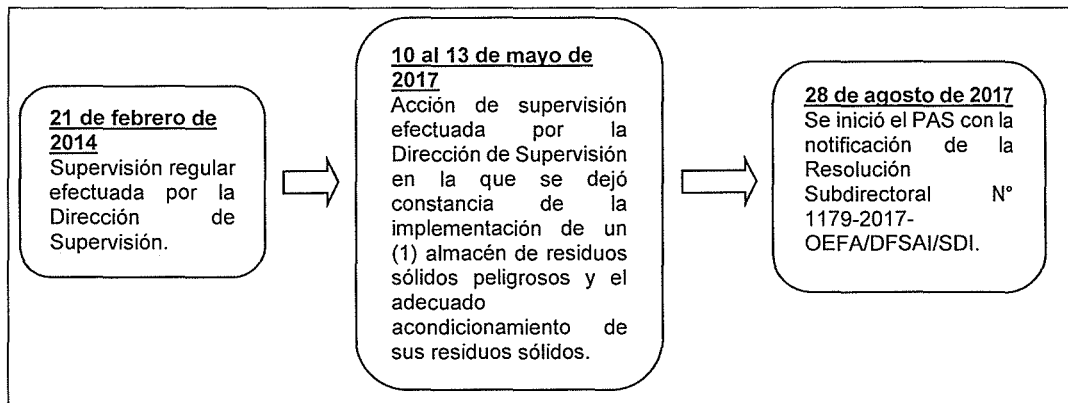 21 de febrero de
2014
Supervisión regular
efectuada por la
Dirección de
Supervisión.
10 al 13 de mayo de
2017
Acción de supervisión
efectuada por la
Dirección de Supervisión
en la que se dejó
constancia de la
implementación de un
(1) almacén de residuos
sólidos peligrosos y el
adecuado
acondicionamiento de
sus residuos sólidos.
28 de agosto de 2017
Se inició el PAS con la
notificación de la
Resolución
Subdirectoral N°
1179-2017-
OEFA/DFSAI/SDI.